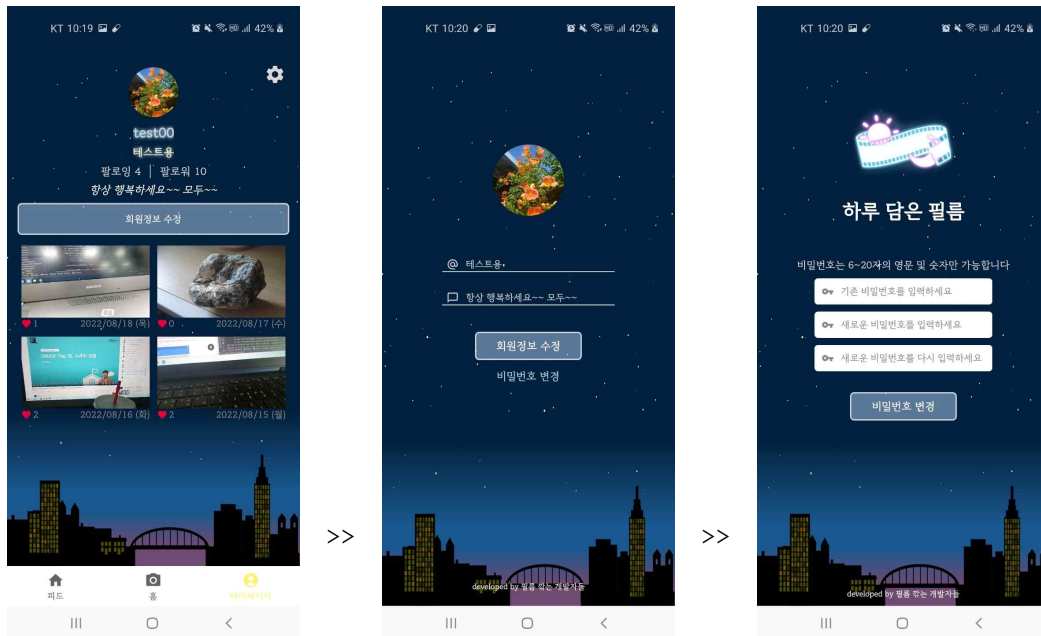 KT 10:19
42%
test00
테스트용
팔로잉 4 | 팔로워 10
항상 행복하세요~~ 모두~~
회원정보 수정
1 2022/08/18 (목)
0 2022/08/17 (수)
2 2022/08/16 (화)
2 2022/08/15 (월)
피드
홈
마이페이지
>>
KT 10:20
42%
@ 테스트용
항상 행복하세요~~ 모두~~
회원정보 수정
비밀번호 변경
developed by 필름 깎는 개발자들
>>
KT 10:20
42%
하루 담은 필름
비밀번호는 6~20자의 영문 및 숫자만 가능합니다
기존 비밀번호를 입력하세요
새로운 비밀번호를 입력하세요
새로운 비밀번호를 다시 입력하세요
비밀번호 변경
developed by 필름 깎는 개발자들